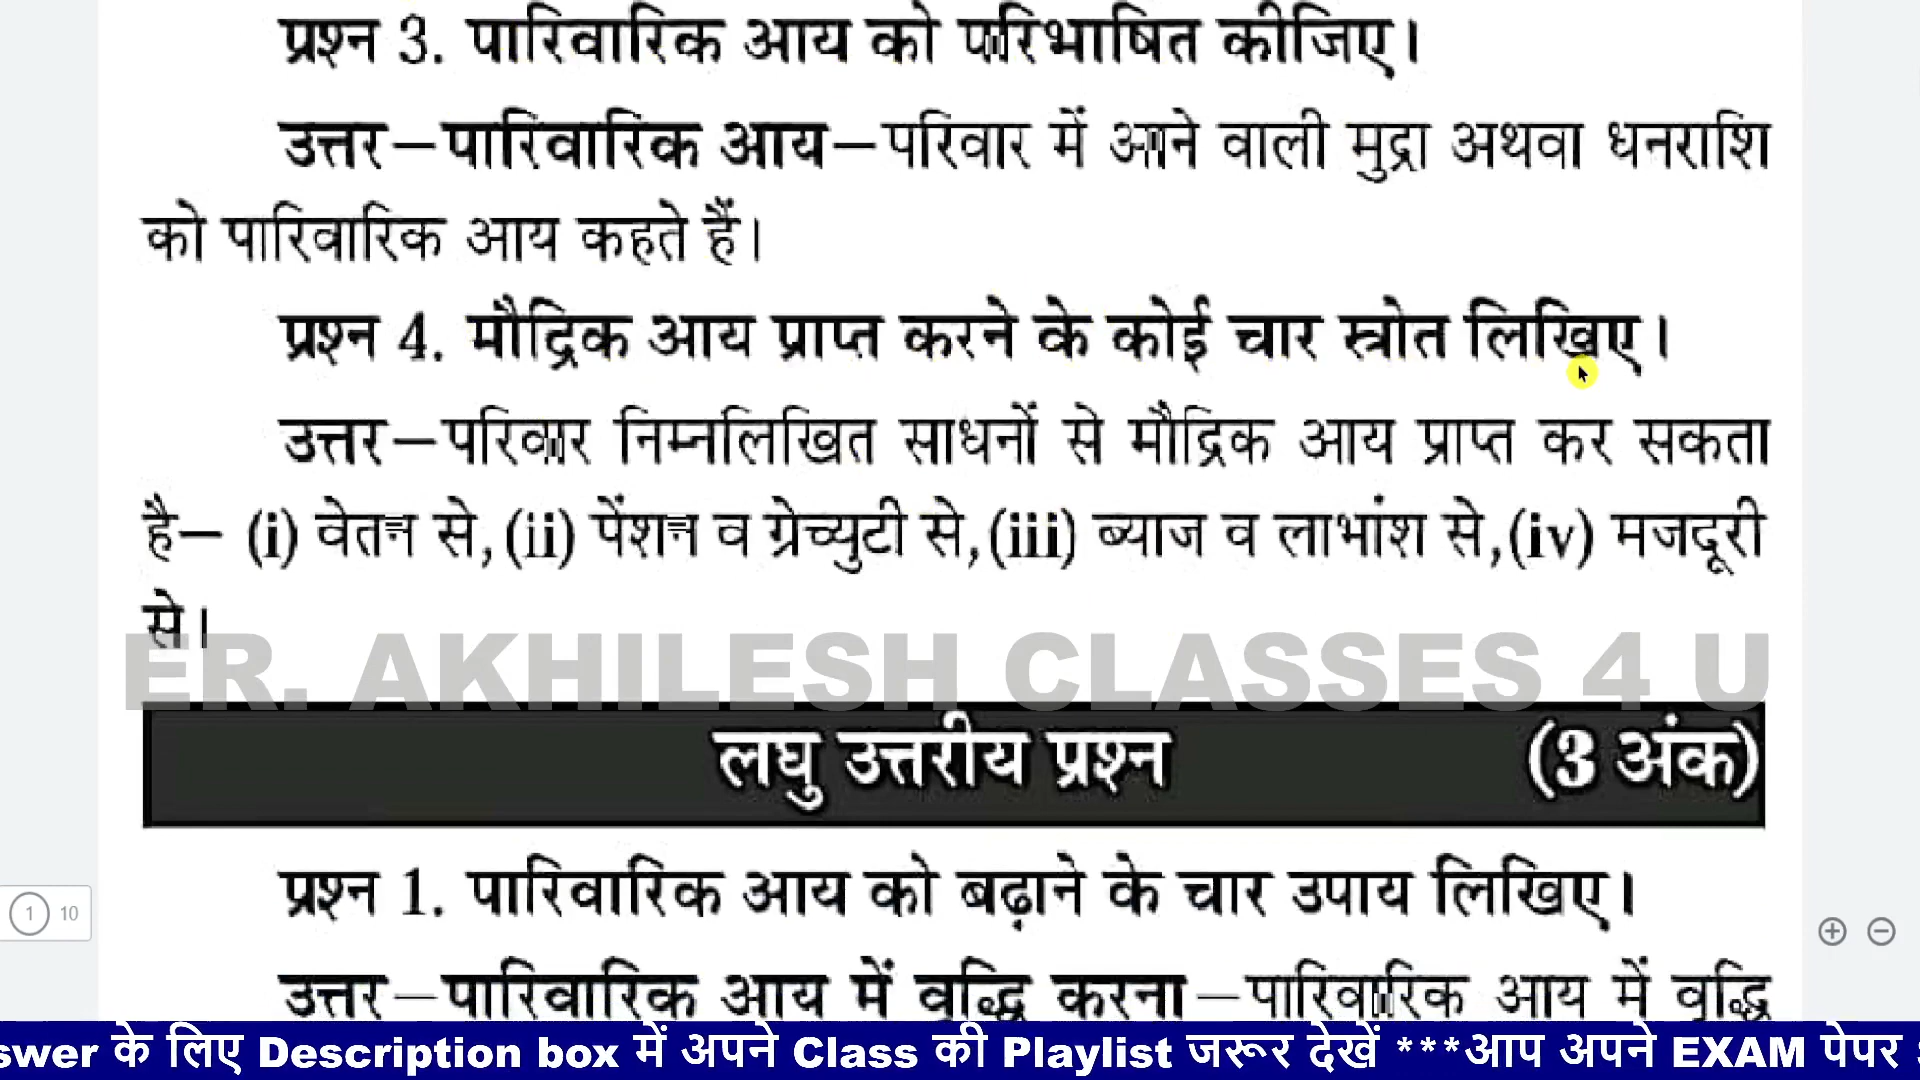 प्रश्न 3. पारिवारिक आय को परिभाषित कीजिए।
उत्तर—पारिवारिक आय—परिवार में आने वाली मुद्रा अथवा धनराशि
को पारिवारिक आय कहते हैं।
प्रश्न 4. मौद्रिक आय प्राप्त करने के कोई चार स्त्रोत लिखिए।
उत्तर—परिवार निम्नलिखित साधनों से मौद्रिक आय प्राप्त कर सकता
है— (i) वेतन से, (ii) पेंशन व ग्रेच्युटी से, (iii) ब्याज व लाभांश से, (iv) मजदूरी
से।
ER. AKHILESH CLASSES 4 U
लघु उत्तरीय प्रश्न (3 अंक)
प्रश्न 1. पारिवारिक आय को बढ़ाने के चार उपाय लिखिए।
1 10
उत्तर—पारिवारिक आय में वृद्धि करना—पारिवारिक आय में वृद्धि
swer के लिए Description box में अपने Class की Playlist जरूर देखें ***आप अपने EXAM पेपर